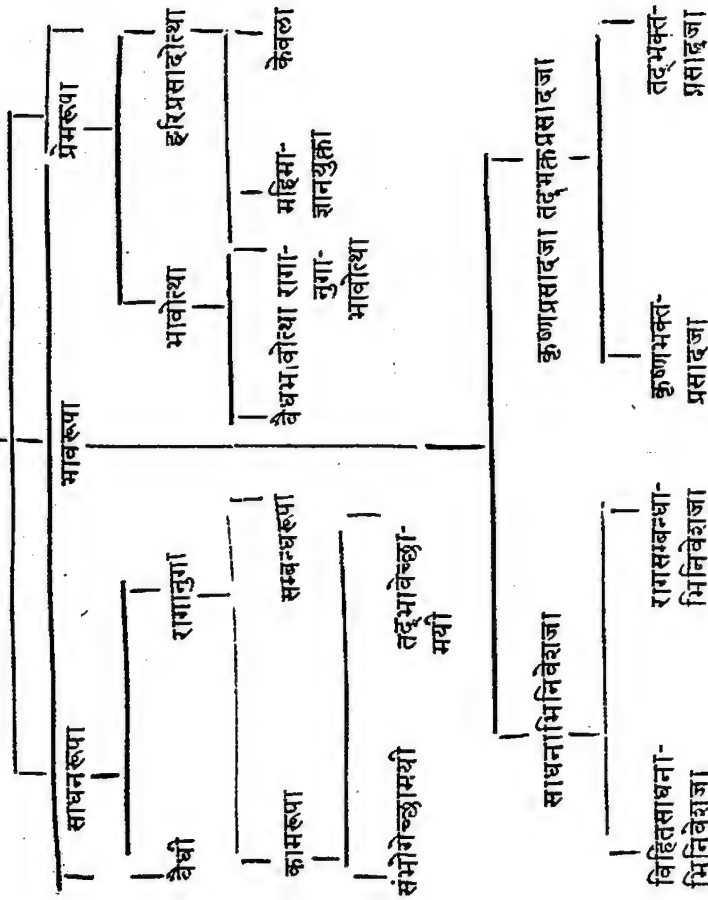 साधनरूपा भावरूपा प्रेमरूपा
वैधी रागानुगा भावोत्था हरिप्रसादोत्था
कामरूपा सम्बन्धरूपा वैधभावोत्था रागा- महिमा- केवला
नुगा- ज्ञानयुक्ता
भावोत्था
संभोगेच्छामयी तद्भावेच्छा-
मयी
साधनाभिनिवेशजा कृष्णप्रसादजा तद्भक्तप्रसादजा
विहितसाधना- रागसम्बन्धा- कृष्णभक्त- तद्भक्त-
भिनिवेशजा भिनिवेशजा प्रसादजा प्रसादजा